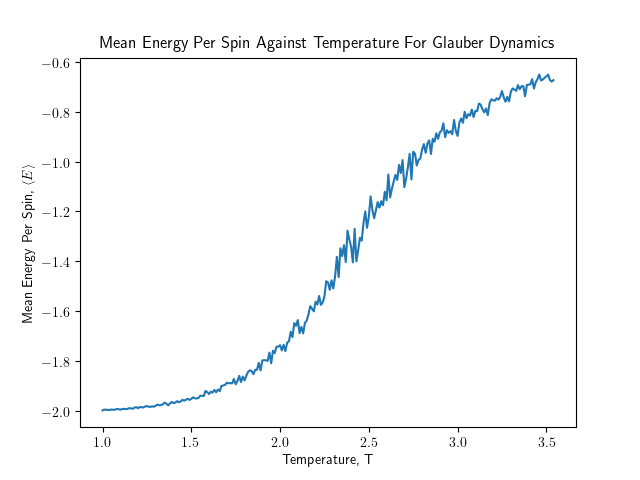 Mean Energy Per Spin Against Temperature For Glauber Dynamics
−0.6
−0.8
−1.0
−1.2
−1.4
−1.6
−1.8
−2.0
Mean Energy Per Spin, ⟨E⟩
1.0 1.5 2.0 2.5 3.0 3.5
Temperature, T